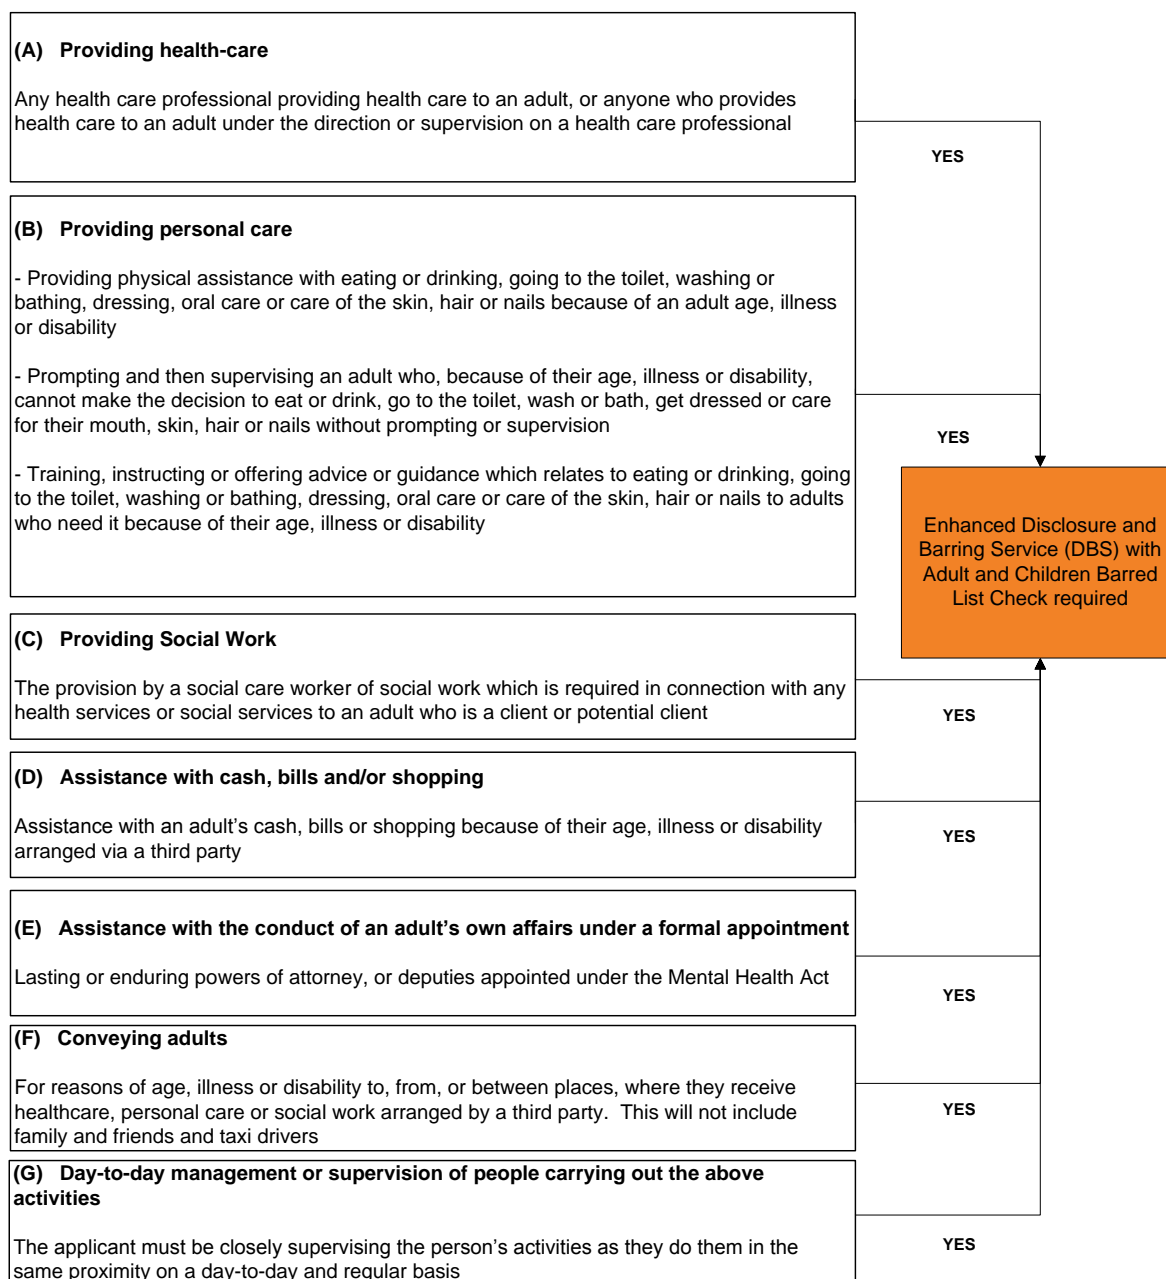 (A) Providing health-care
Any health care professional providing health care to an adult, or anyone who provides
health care to an adult under the direction or supervision on a health care professional
YES
(B) Providing personal care
- Providing physical assistance with eating or drinking, going to the toilet, washing or
bathing, dressing, oral care or care of the skin, hair or nails because of an adult age, illness
or disability
- Prompting and then supervising an adult who, because of their age, illness or disability,
cannot make the decision to eat or drink, go to the toilet, wash or bath, get dressed or care
for their mouth, skin, hair or nails without prompting or supervision
- Training, instructing or offering advice or guidance which relates to eating or drinking, going
to the toilet, washing or bathing, dressing, oral care or care of the skin, hair or nails to adults
who need it because of their age, illness or disability
YES
Enhanced Disclosure and
Barring Service (DBS) with
Adult and Children Barred
List Check required
(C) Providing Social Work
The provision by a social care worker of social work which is required in connection with any
health services or social services to an adult who is a client or potential client
YES
(D) Assistance with cash, bills and/or shopping
Assistance with an adult's cash, bills or shopping because of their age, illness or disability
arranged via a third party
YES
(E) Assistance with the conduct of an adult's own affairs under a formal appointment
Lasting or enduring powers of attorney, or deputies appointed under the Mental Health Act
YES
(F) Conveying adults
For reasons of age, illness or disability to, from, or between places, where they receive
healthcare, personal care or social work arranged by a third party. This will not include
family and friends and taxi drivers
YES
(G) Day-to-day management or supervision of people carrying out the above
activities
The applicant must be closely supervising the person's activities as they do them in the
same proximity on a day-to-day and regular basis
YES